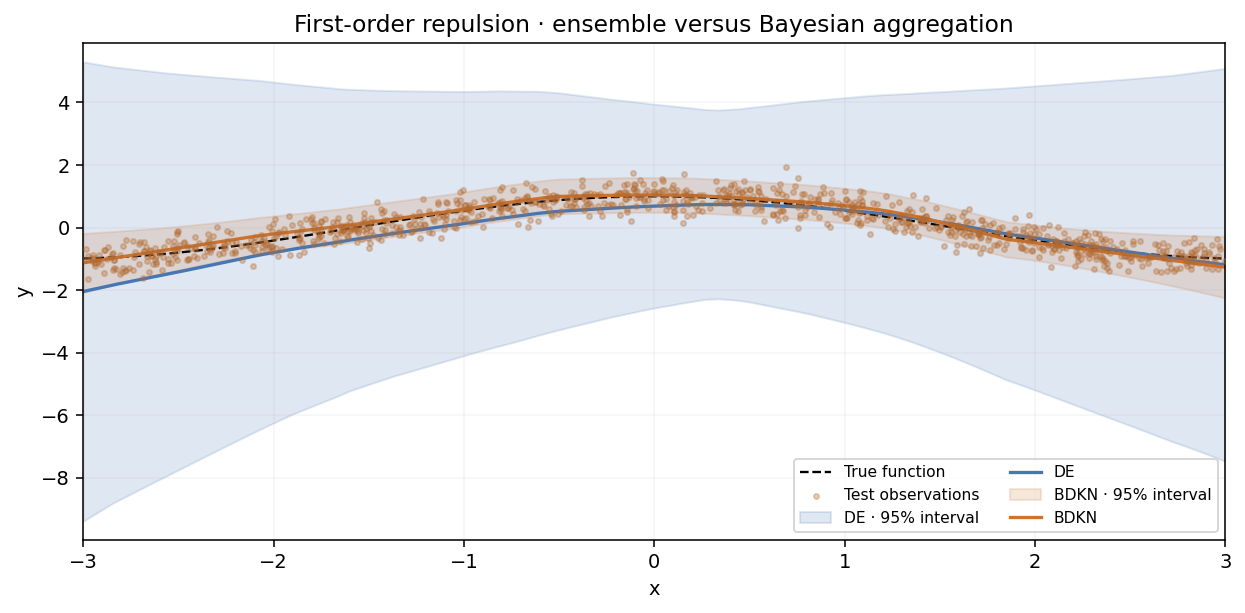 First-order repulsion · ensemble versus Bayesian aggregation
y
4
2
0
−2
−4
−6
−8
−3
−2
−1
0
1
2
3
x
True function
Test observations
DE · 95% interval
DE
BDKN · 95% interval
BDKN